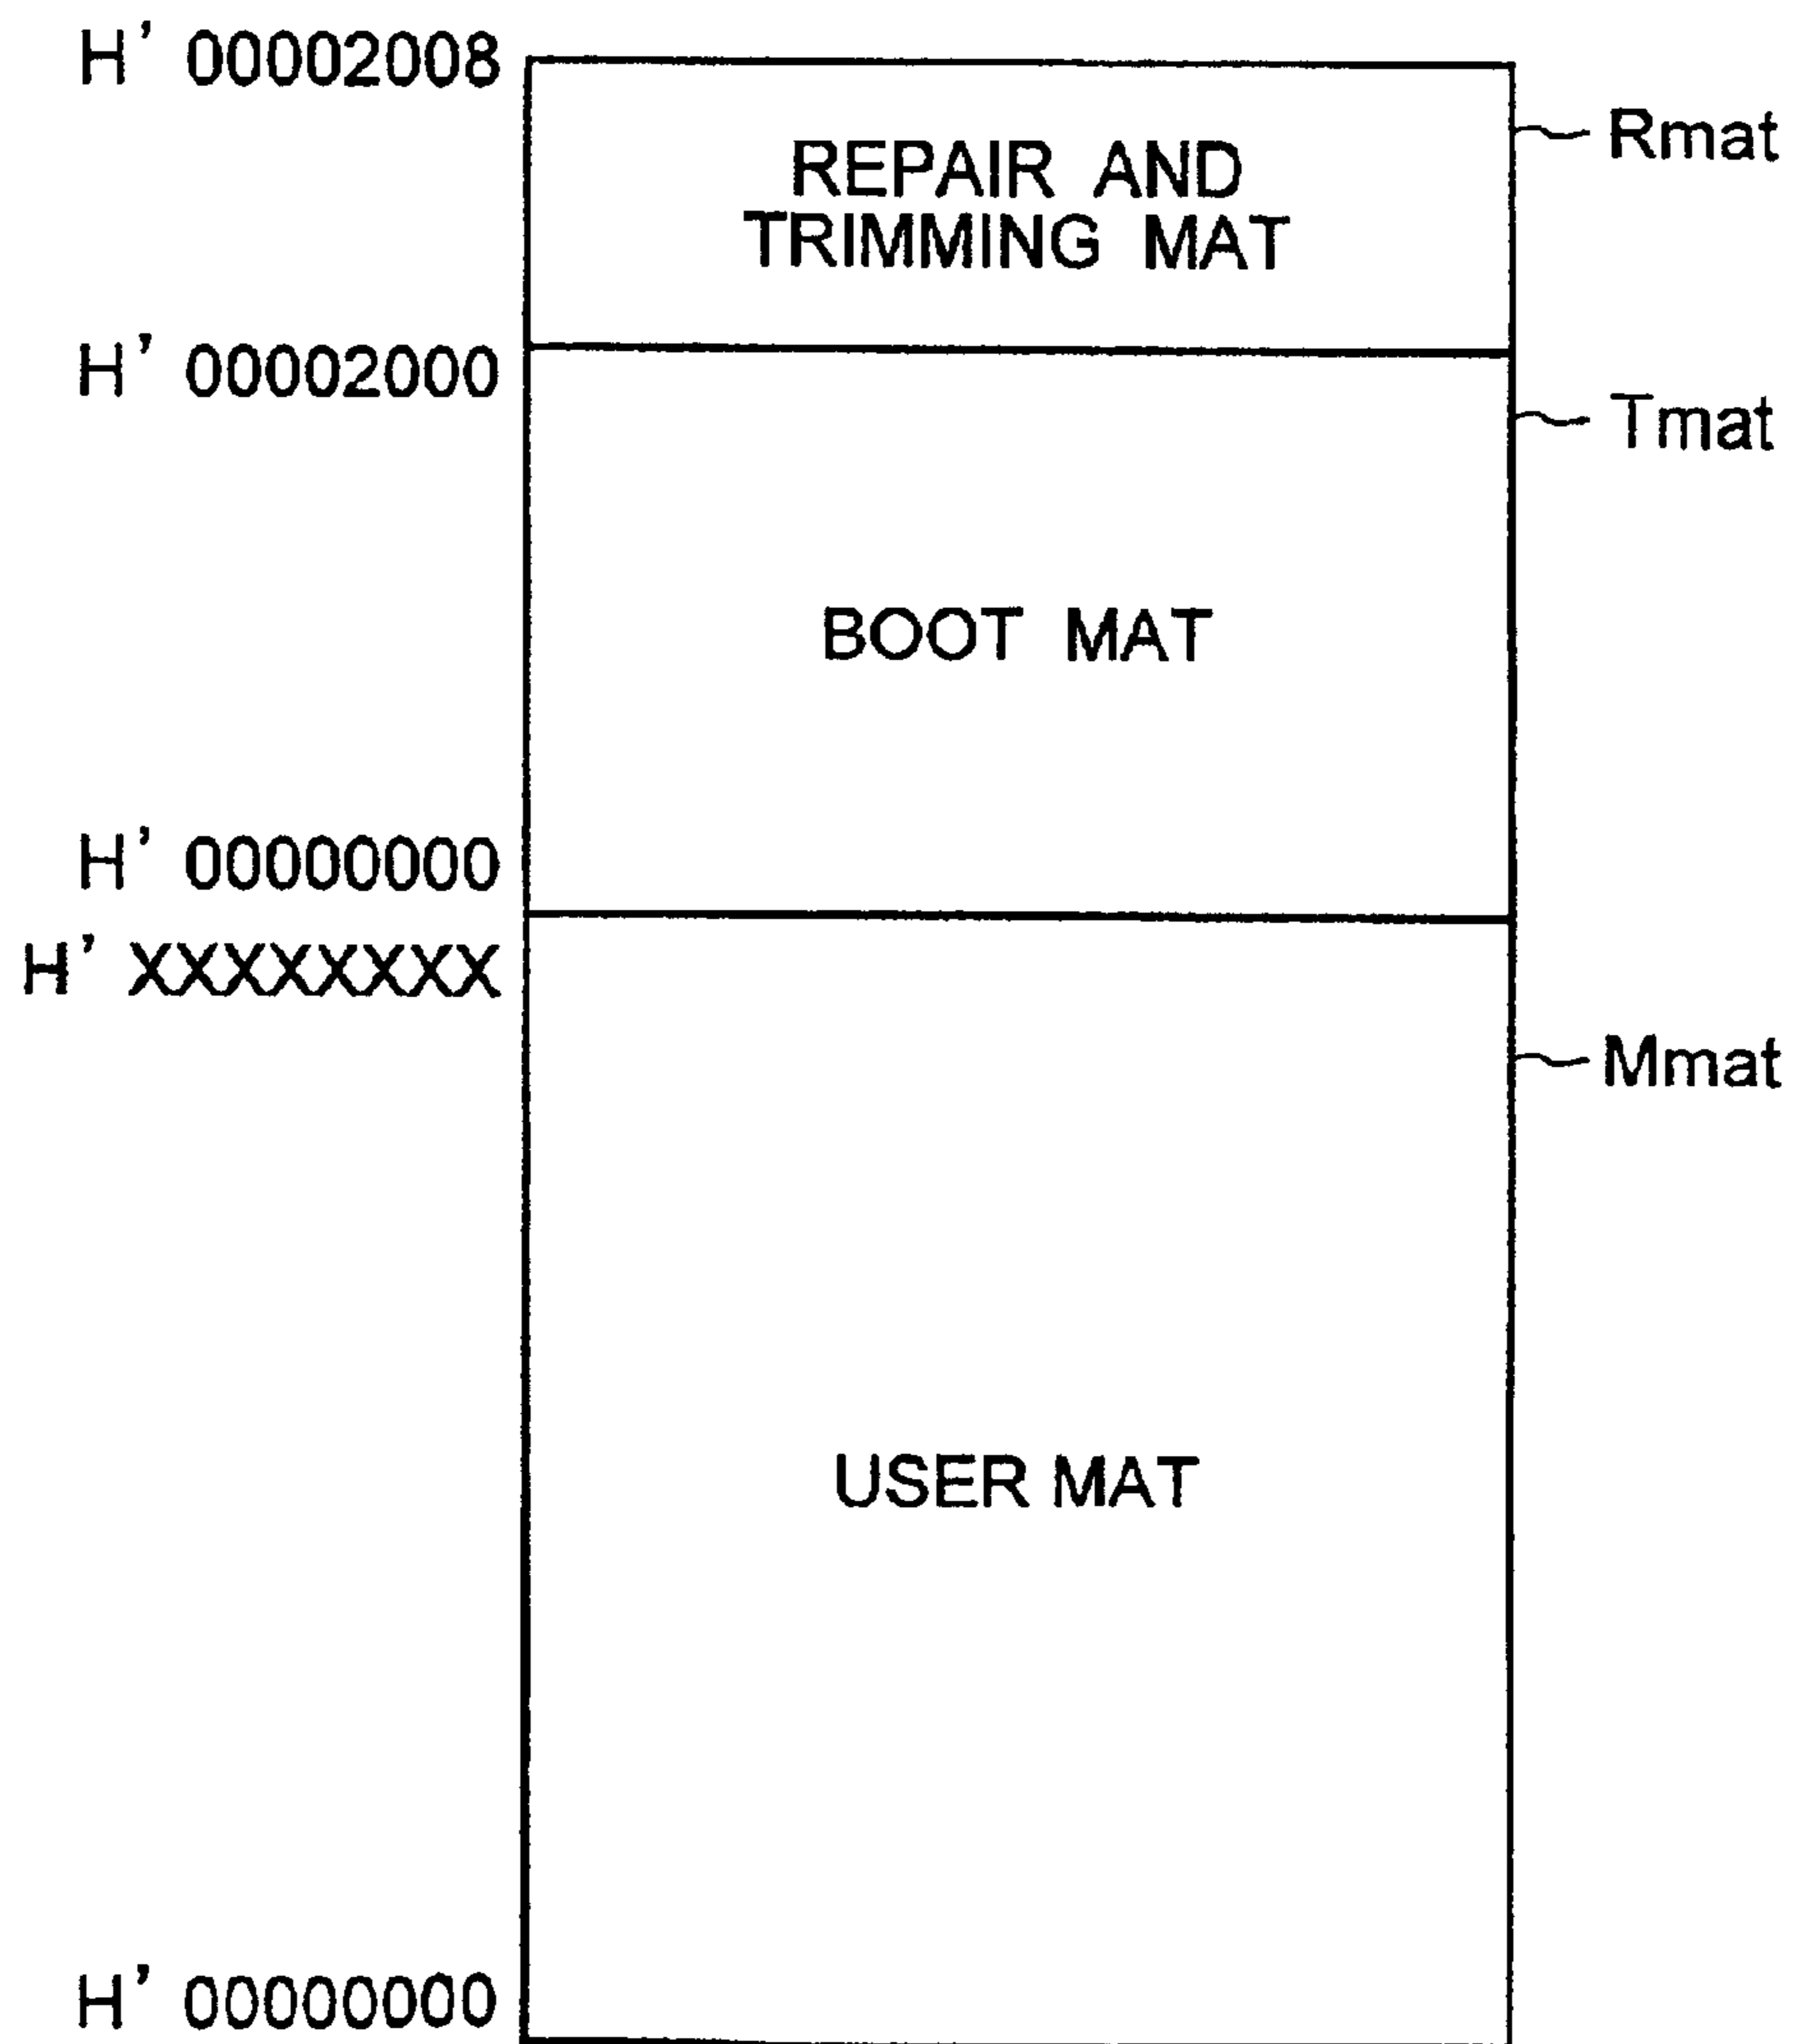 H' 00002008
Rmat
REPAIR AND
TRIMMING MAT
H' 00002000
Tmat
BOOT MAT
H' 00000000
H' XXXXXXXX
Mmat
USER MAT
H' 00000000